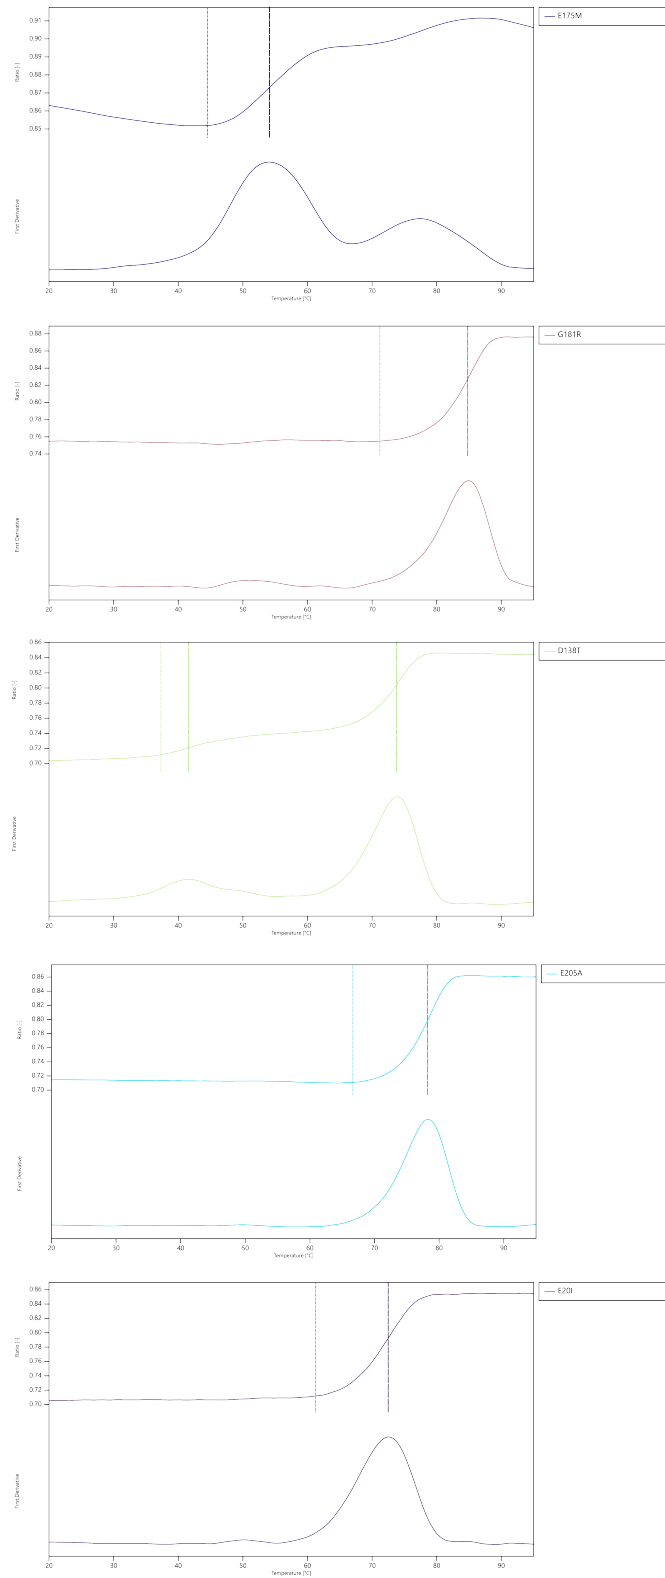 E175M
0.91
0.90
0.89
0.88
0.87
0.86
0.85
Ratio [-]
First Derivative
20 30 40 50 60 70 80 90
Temperature [°C]
G181R
0.88
0.86
0.84
0.82
0.80
0.78
0.76
0.74
Ratio [-]
First Derivative
20 30 40 50 60 70 80 90
Temperature [°C]
D138T
0.86
0.84
0.82
0.80
0.78
0.76
0.74
0.72
0.70
Ratio [-]
First Derivative
20 30 40 50 60 70 80 90
Temperature [°C]
E205A
0.86
0.84
0.82
0.80
0.78
0.76
0.74
0.72
0.70
Ratio [-]
First Derivative
20 30 40 50 60 70 80 90
Temperature [°C]
E20I
0.86
0.84
0.82
0.80
0.78
0.76
0.74
0.72
0.70
Ratio [-]
First Derivative
20 30 40 50 60 70 80 90
Temperature [°C]